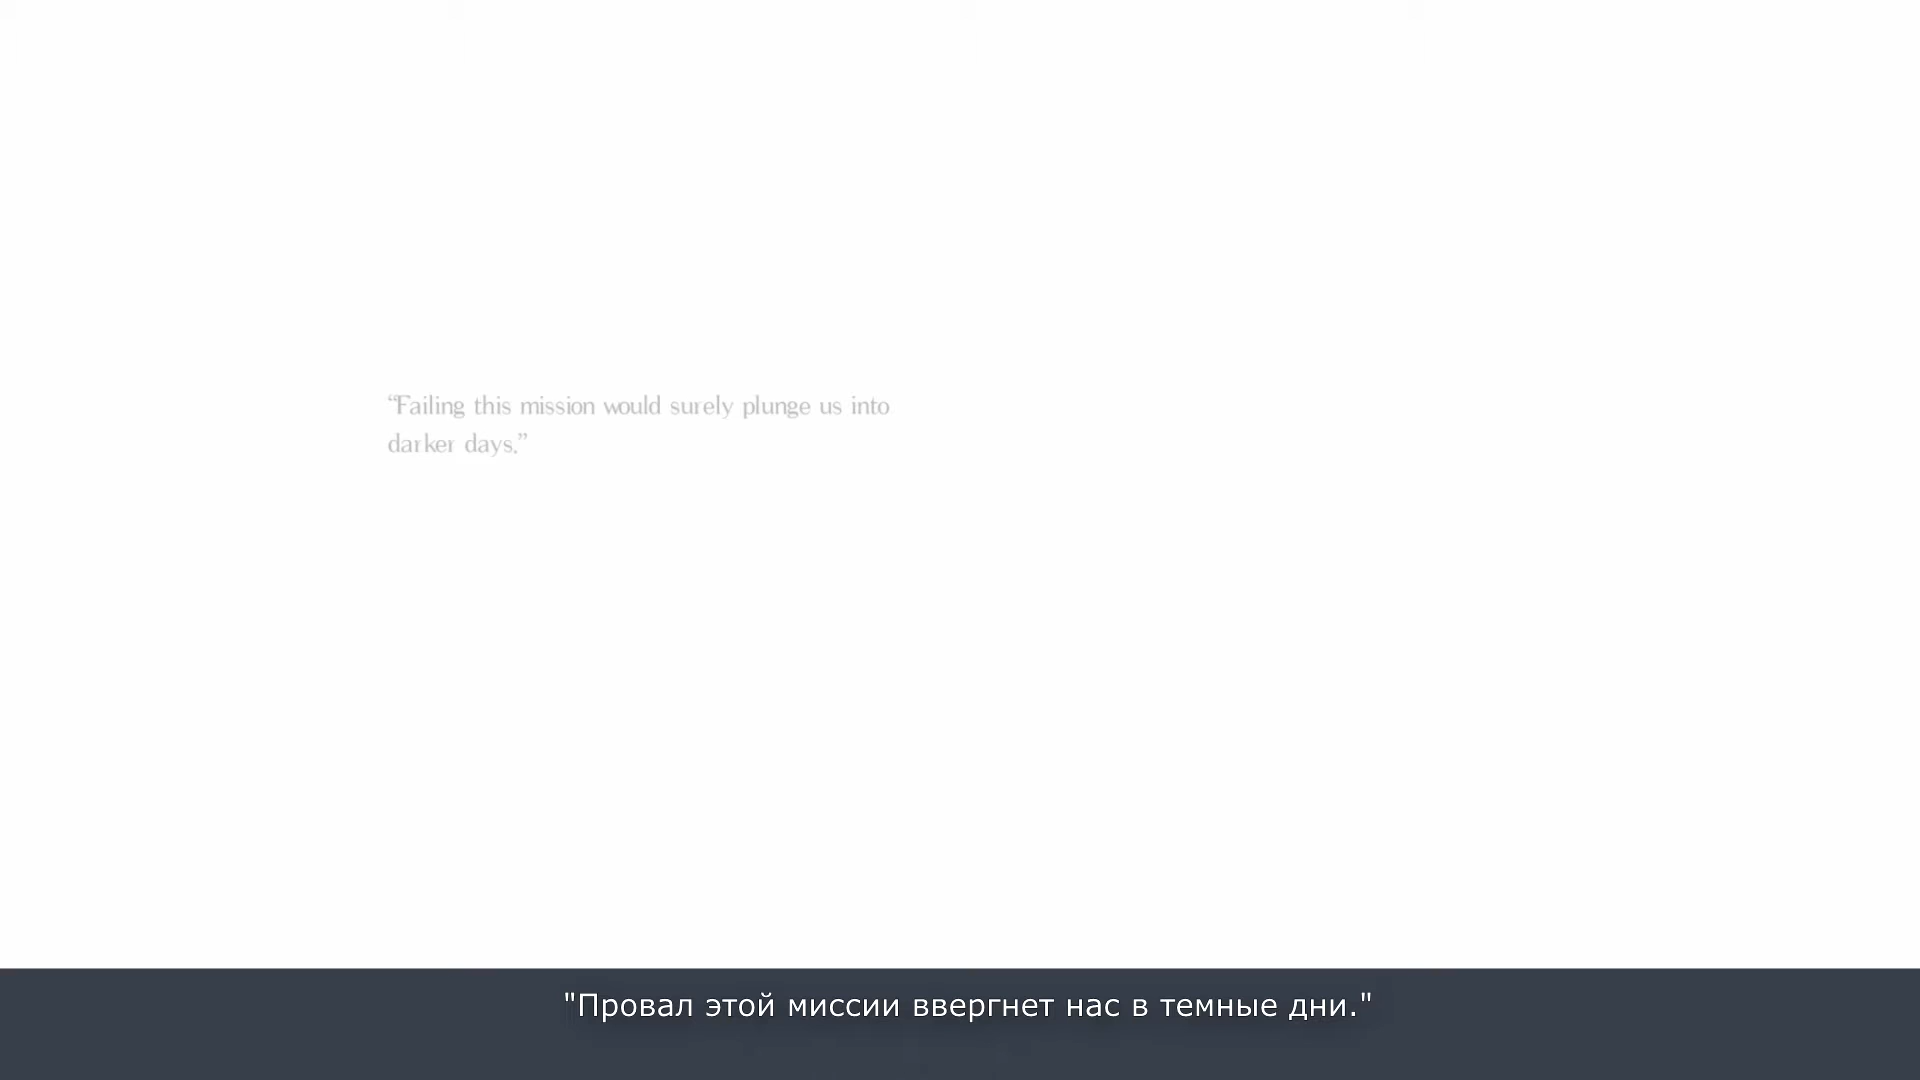 “Failing this mission would surely plunge us into
darker days.”
"Провал этой миссии ввергнет нас в темные дни."